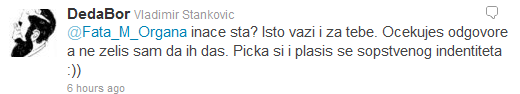 DedaBor Vladimir Stankovic
@Fata_M_Organa inace sta? Isto vazi i za tebe. Ocekujes odgovore
a ne zelis sam da ih das. Picka si i plasis se sopstvenog indentiteta
:))
6 hours ago